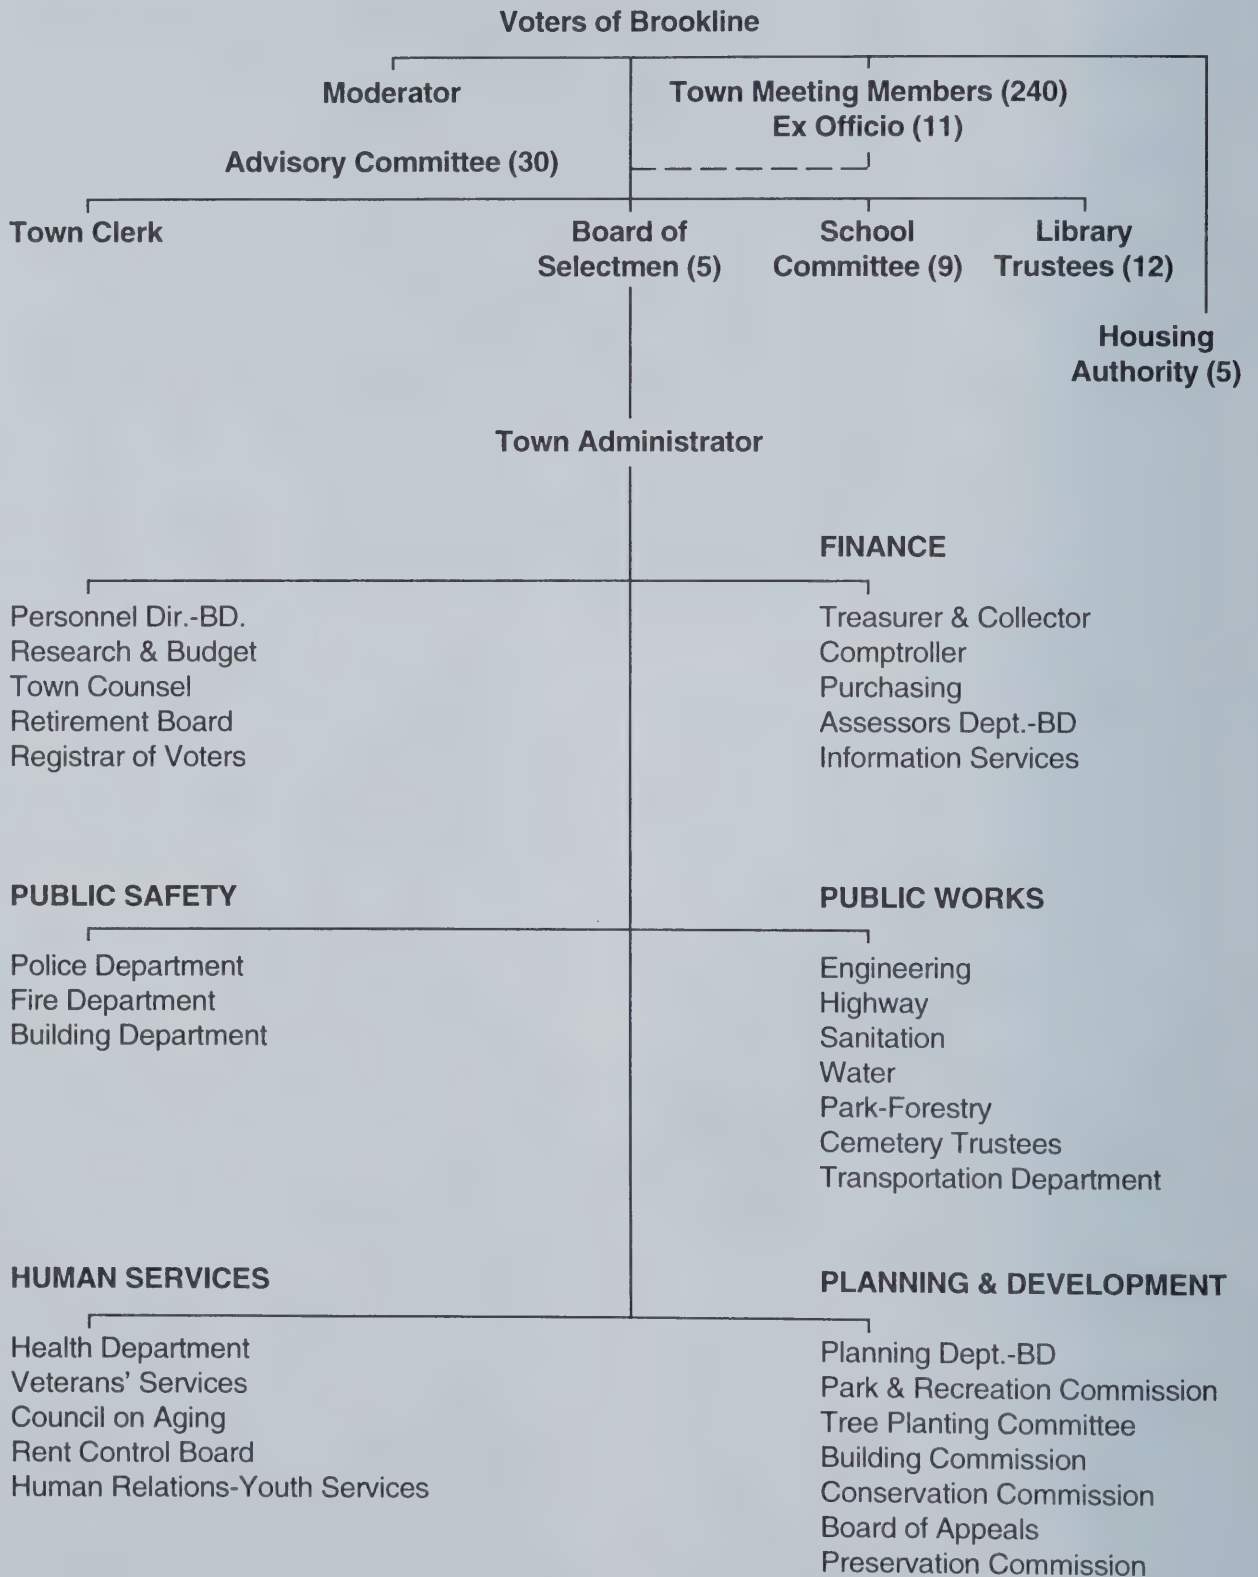 Voters of Brookline
Moderator
Town Meeting Members (240)
Ex Officio (11)
Advisory Committee (30)
Town Clerk
Board of
Selectmen (5)
School
Committee (9)
Library
Trustees (12)
Housing
Authority (5)
Town Administrator
Personnel Dir.-BD.
Research & Budget
Town Counsel
Retirement Board
Registrar of Voters
FINANCE
Treasurer & Collector
Comptroller
Purchasing
Assessors Dept.-BD
Information Services
PUBLIC SAFETY
Police Department
Fire Department
Building Department
PUBLIC WORKS
Engineering
Highway
Sanitation
Water
Park-Forestry
Cemetery Trustees
Transportation Department
HUMAN SERVICES
Health Department
Veterans' Services
Council on Aging
Rent Control Board
Human Relations-Youth Services
PLANNING & DEVELOPMENT
Planning Dept.-BD
Park & Recreation Commission
Tree Planting Committee
Building Commission
Conservation Commission
Board of Appeals
Preservation Commission